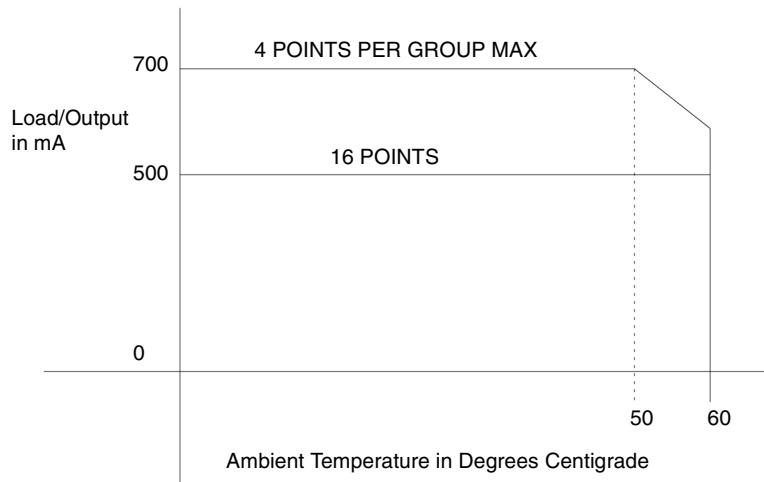 4 POINTS PER GROUP MAX
700
Load/Output
in mA
16 POINTS
500
0
50
60
Ambient Temperature in Degrees Centigrade